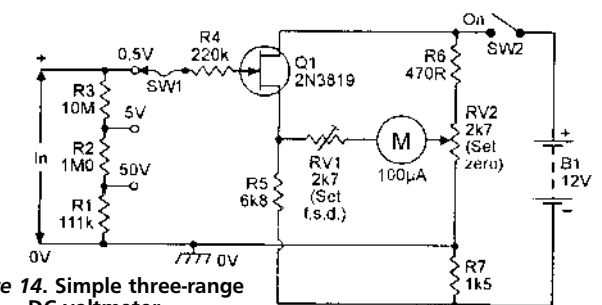 On
SW2
R4
220k
0,5V
SW1
Q1
2N3819
R6
470R
R3
10M
5V
R2
1M0
50V
R1
111k
In
+
0V
0V
R5
6k8
RV1
2k7
(Set
f.s.d.)
M
100µA
RV2
2k7
(Set
zero)
+
B1
12V
–
R7
1k5
e 14. Simple three-range
DC voltmeter